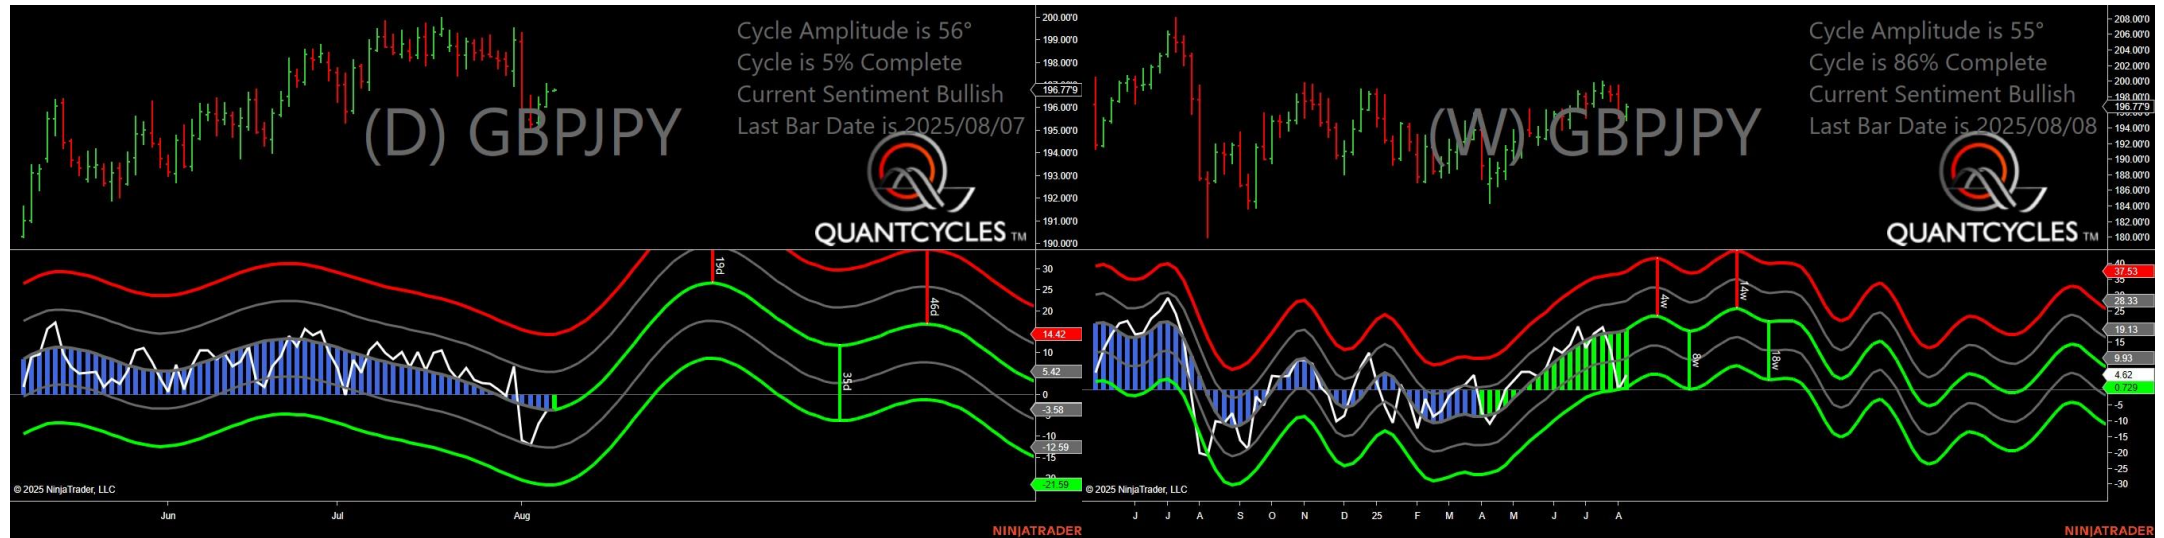 Cycle Amplitude is 56°
Cycle is 5% Complete
Current Sentiment Bullish
Last Bar Date is 2025/08/07
(D) GBPJPY
QUANTCYCLES TM
200.00'0
199.00'0
198.00'0
196.77'9
196.00'0
195.00'0
194.00'0
193.00'0
192.00'0
191.00'0
190.00'0
19d
35d
46d
30
25
20
14.42
10
5.42
0
-3.58
-10
-12.59
-15
-21.59
© 2025 NinjaTrader, LLC
Jun Jul Aug
NINJATRADER
Cycle Amplitude is 55°
Cycle is 86% Complete
Current Sentiment Bullish
Last Bar Date is 2025/08/08
(W) GBPJPY
QUANTCYCLES TM
208.00'0
206.00'0
204.00'0
202.00'0
200.00'0
198.00'0
196.77'9
194.00'0
192.00'0
190.00'0
188.00'0
186.00'0
184.00'0
182.00'0
180.00'0
4w
8w
14w
18w
40
37.53
28.33
25
19.13
15
9.93
4.62
0.729
-5
-10
-15
-20
-25
-30
© 2025 NinjaTrader, LLC
J J A S O N D 25 F M A M J J A
NINJATRADER